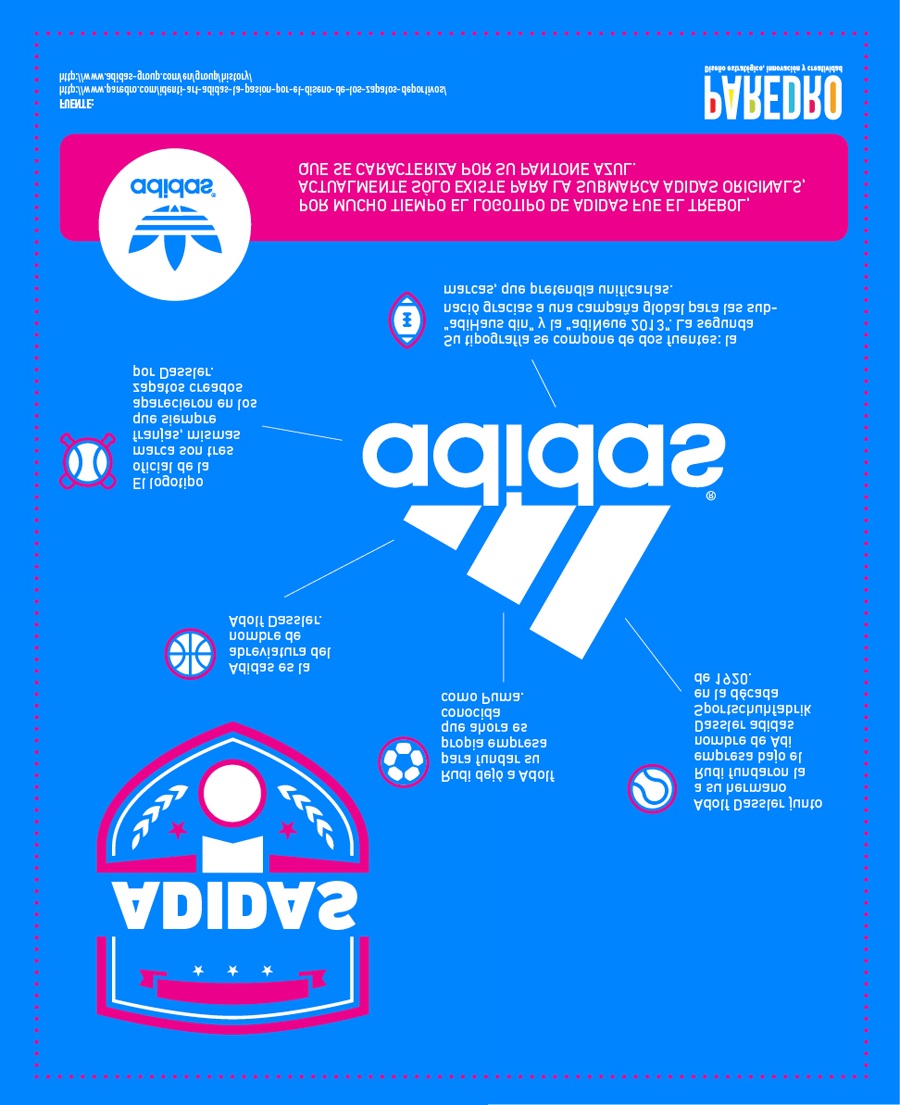 ADIDAS
Adolf Dassler junto
a su hermano
Rudi fundaron la
empresa bajo el
nombre de Adi
Dassler adidas
Sportschuhfabrik
en la década
de 1920.
Rudi dejó a Adolf
para fundar su
propia empresa
que ahora es
conocida
como Puma.
Adidas es la
abreviatura del
nombre de
Adolf Dassler.
adidas®
El logotipo
oficial de la
marca son tres
franjas, mismas
que siempre
aparecieron en los
zapatos creados
por Dassler.
Su tipografía se compone de dos fuentes: la
"adiHaus din" y la "adiNeue 2013". La segunda
nació gracias a una campaña global para las sub-
marcas, que pretendía unificarlas.
adidas®
POR MUCHO TIEMPO EL LOGOTIPO DE ADIDAS FUE EL TREBOL,
ACTUALMENTE SÓLO EXISTE PARA LA SUBMARCA ADIDAS ORIGINALS,
QUE SE CARACTERIZA POR SU PANTONE AZUL.
FUENTE:
http://www.paredro.com/identi-art-adidas-la-pasion-por-el-diseno-de-los-zapatos-deportivos/
http://www.adidas-group.com/en/group/history/
PAREDRO
Diseño estratégico, innovación y creatividad